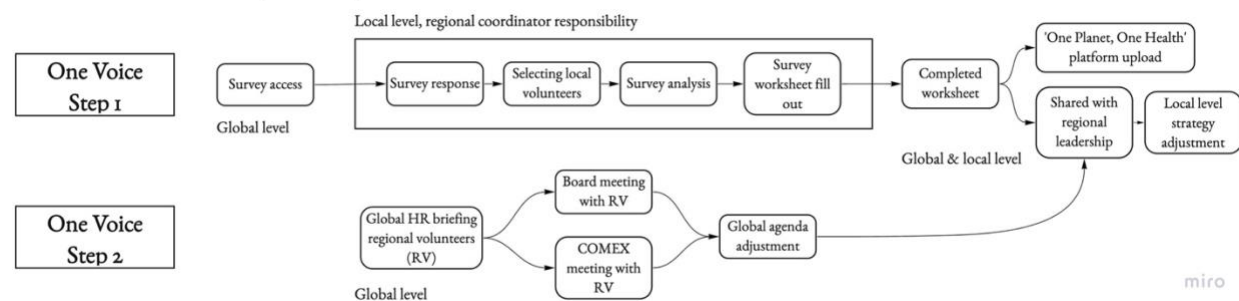 Local level, regional coordinator responsibility
One Voice
Step 1
Survey access
Global level
Survey response
Selecting local
volunteers
Survey analysis
Survey
worksheet fill
out
Completed
worksheet
'One Planet, One Health'
platform upload
Shared with
regional
leadership
Local level
strategy
adjustment
Global & local level
One Voice
Step 2
Global HR briefing
regional volunteers
(RV)
Global level
Board meeting
with RV
COMEX
meeting with
RV
Global agenda
adjustment
miro